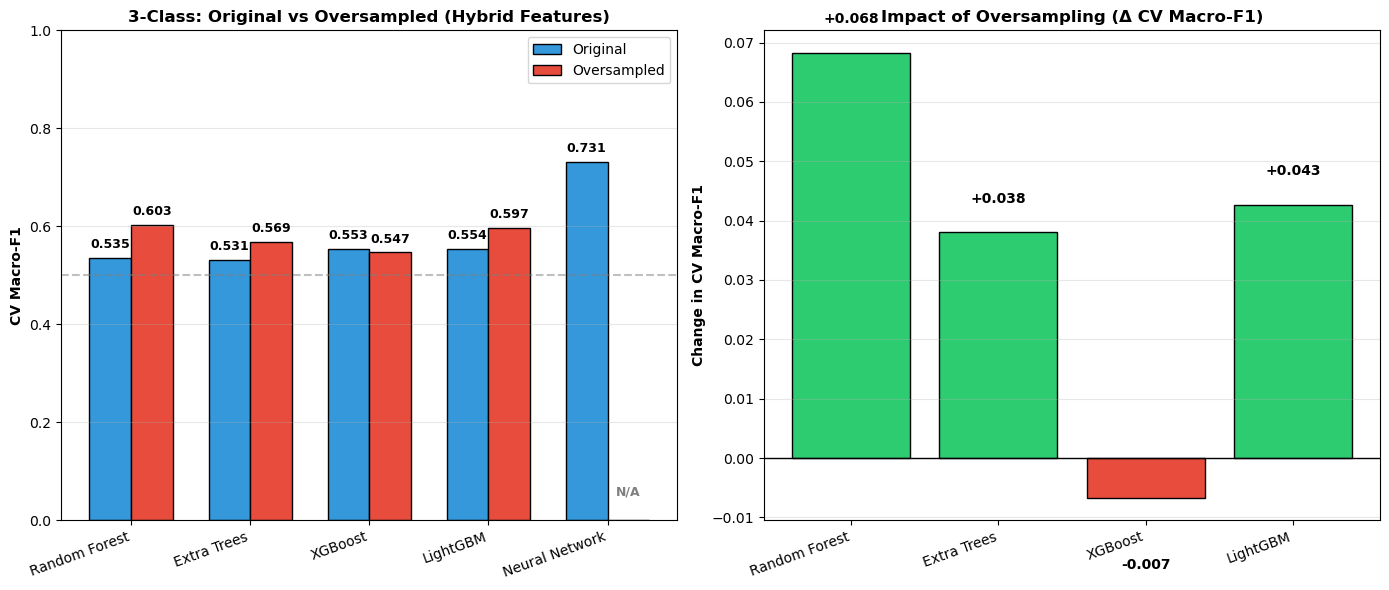 3-Class: Original vs Oversampled (Hybrid Features)
CV Macro-F1
1.0
0.8
0.6
0.4
0.2
0.0
Original
Oversampled
0.535
0.603
0.531
0.569
0.553
0.547
0.554
0.597
0.731
N/A
Random Forest
Extra Trees
XGBoost
LightGBM
Neural Network
Impact of Oversampling (Δ CV Macro-F1)
Change in CV Macro-F1
0.07
0.06
0.05
0.04
0.03
0.02
0.01
0.00
−0.01
+0.068
+0.038
-0.007
+0.043
Random Forest
Extra Trees
XGBoost
LightGBM